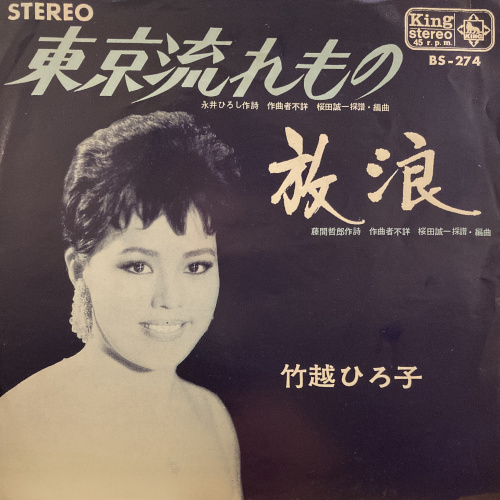 STEREO
King
stereo
45 r.p.m.
KING
BS-274
東京流れもの
永井ひろし作詩 作曲者不詳 桜田誠一採譜・編曲
放浪
藤間哲郎作詩 作曲者不詳 桜田誠一採譜・編曲
竹越ひろ子